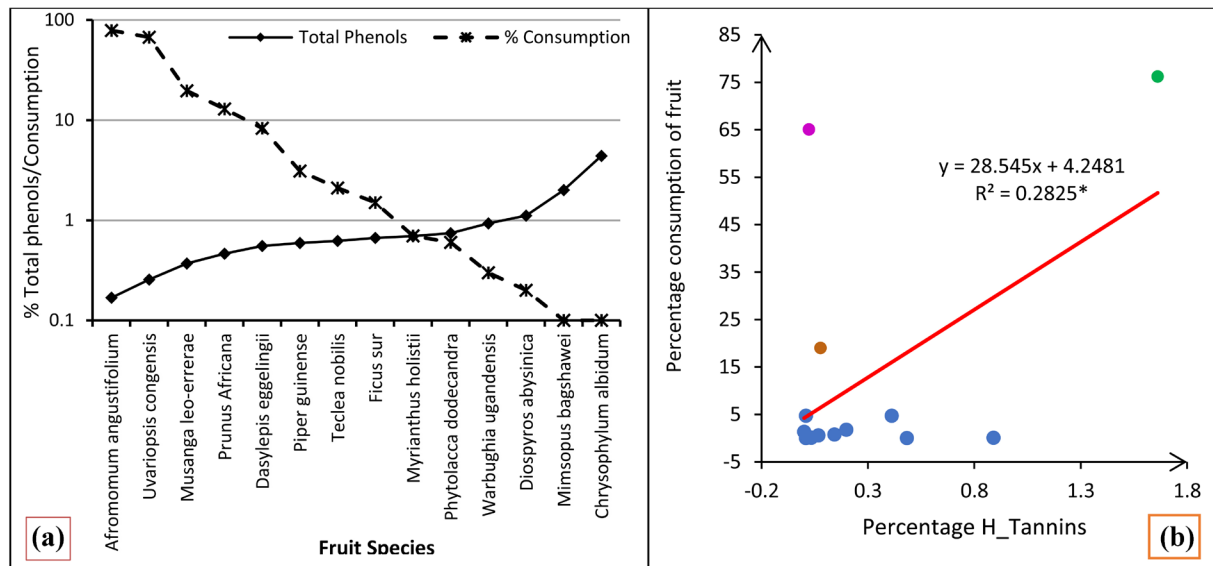 % Total phenols/Consumption
100
10
1
0.1
Total Phenols
% Consumption
Afromomum angustifolium
Uvariopsis congensis
Musanga leo-errerae
Prunus Africana
Dasylepis eggelingii
Piper guinense
Teclea nobilis
Ficus sur
Myrianthus holistii
Phytolacca dodecandra
Warbughia ugandensis
Diospyros abysinica
Mimsopus bagshawei
Chrysophylum albidum
Fruit Species
(a)
Percentage consumption of fruit
85
75
65
55
45
35
25
15
5
-5
y = 28.545x + 4.2481
R² = 0.2825*
-0.2
0.3
0.8
1.3
1.8
Percentage H_Tannins
(b)